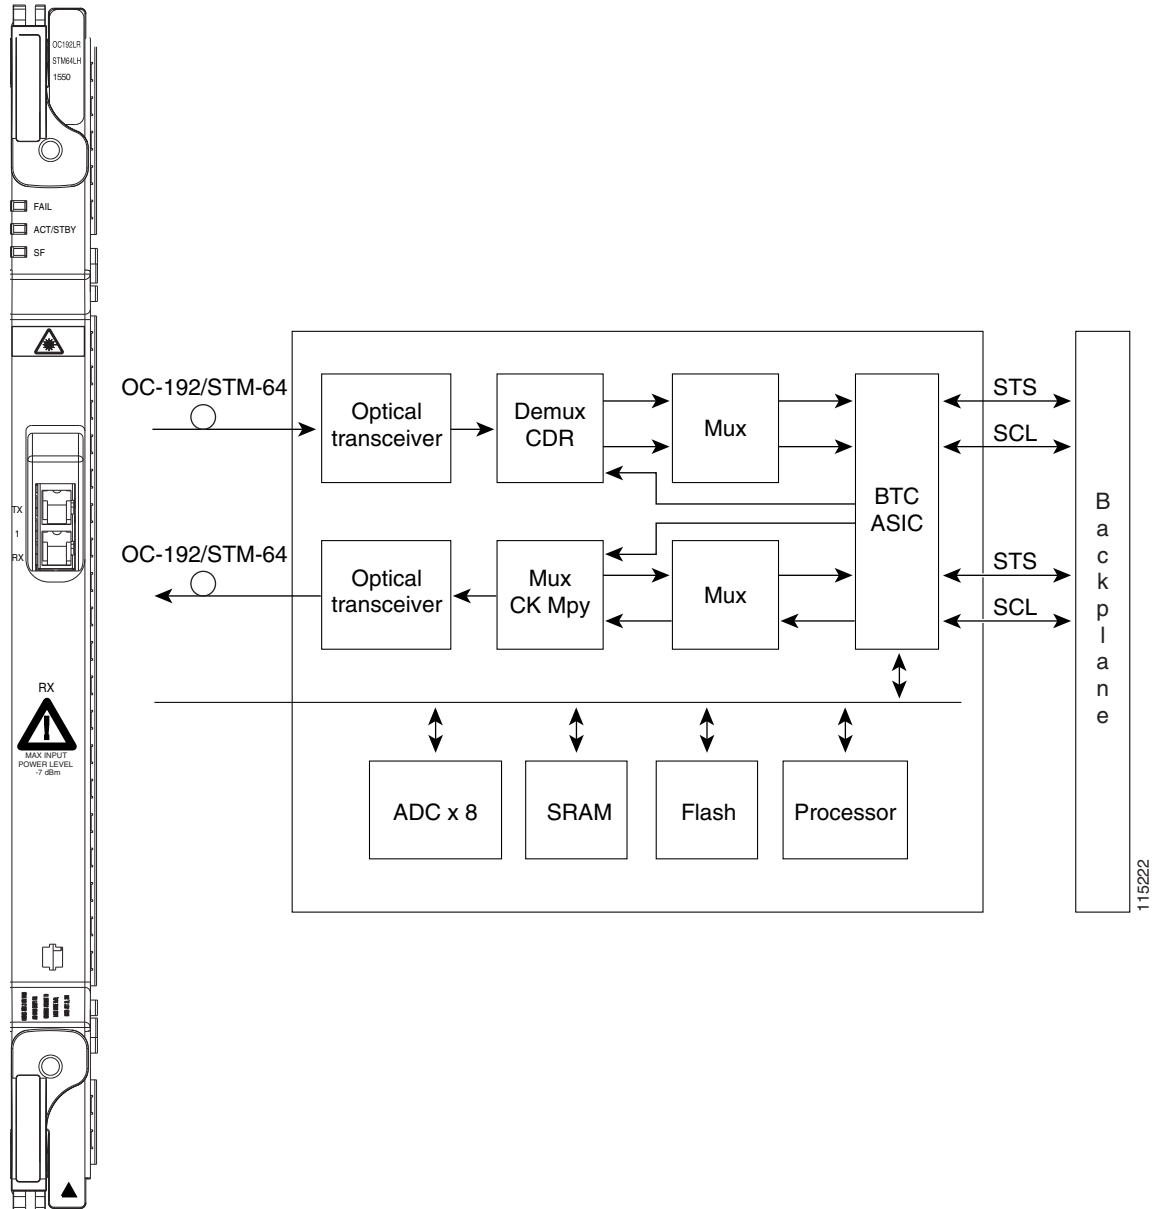 OC192LR
STM64LH
1550
FAIL
ACT/STBY
SF
TX
1
RX
RX
MAX INPUT
POWER LEVEL
-7 dBm
OC-192/STM-64
Optical
transceiver
Demux
CDR
Mux
BTC
ASIC
STS
SCL
OC-192/STM-64
Optical
transceiver
Mux
CK Mpy
Mux
STS
SCL
Backplane
ADC x 8
SRAM
Flash
Processor
115222